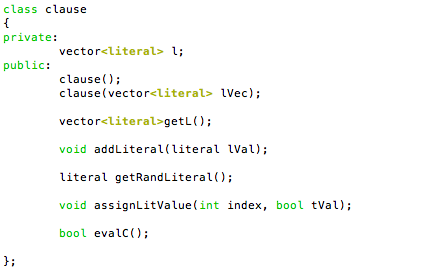 class clause
{
private:
        vector<literal> l;
public:
        clause();
        clause(vector<literal> lVec);

        vector<literal>getL();

        void addLiteral(literal lVal);

        literal getRandLiteral();

        void assignLitValue(int index, bool tVal);

        bool evalC();

};